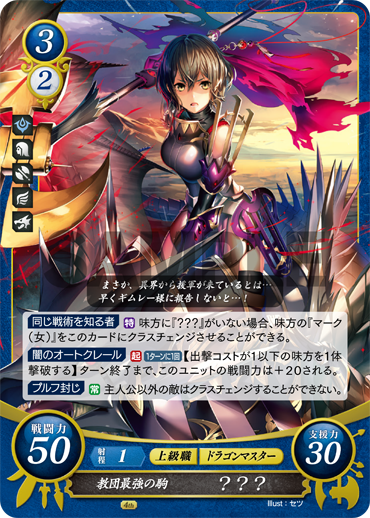 3
2
SAMPLE
まさか、異界から援軍が来ているとは…
早くギムレー様に報告しないと…!
同じ戦術を知る者 特 味方に『???』がいない場合、味方の『マーク
(女)』をこのカードにクラスチェンジさせることができる。
闇のオートクレール 起 1ターンに1回 【出撃コストが1以下の味方を1体
撃破する】ターン終了まで、このユニットの戦闘力は+20される。
プルフ封じ 常 主人公以外の敵はクラスチェンジすることができない。
戦闘力
50
射程 1 上級職 ドラゴンマスター
支援力
30
教団最強の駒 ???
4th
Illust:セツ